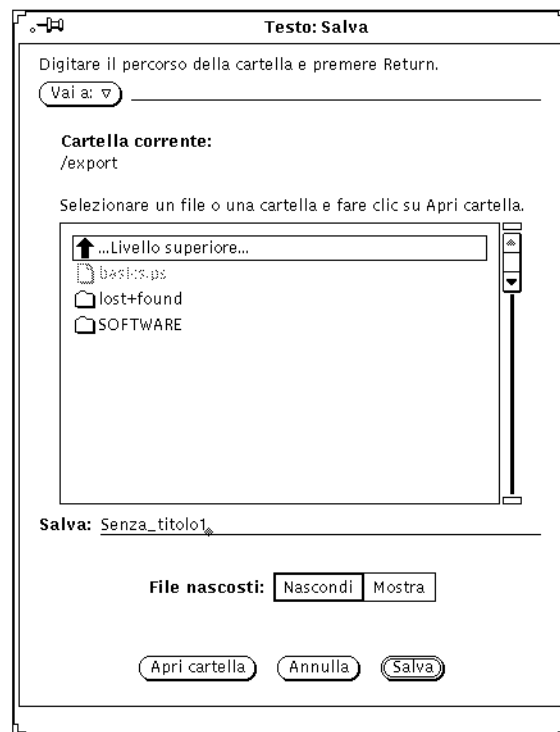 Testo: Salva
Digitare il percorso della cartella e premere Return.
Vai a:
Cartella corrente:
/export
Selezionare un file o una cartella e fare clic su Apri cartella.
...Livello superiore...
basics.ps
lost+found
SOFTWARE
Salva: Senza_titolo1
File nascosti: Nascondi Mostra
Apri cartella Annulla Salva